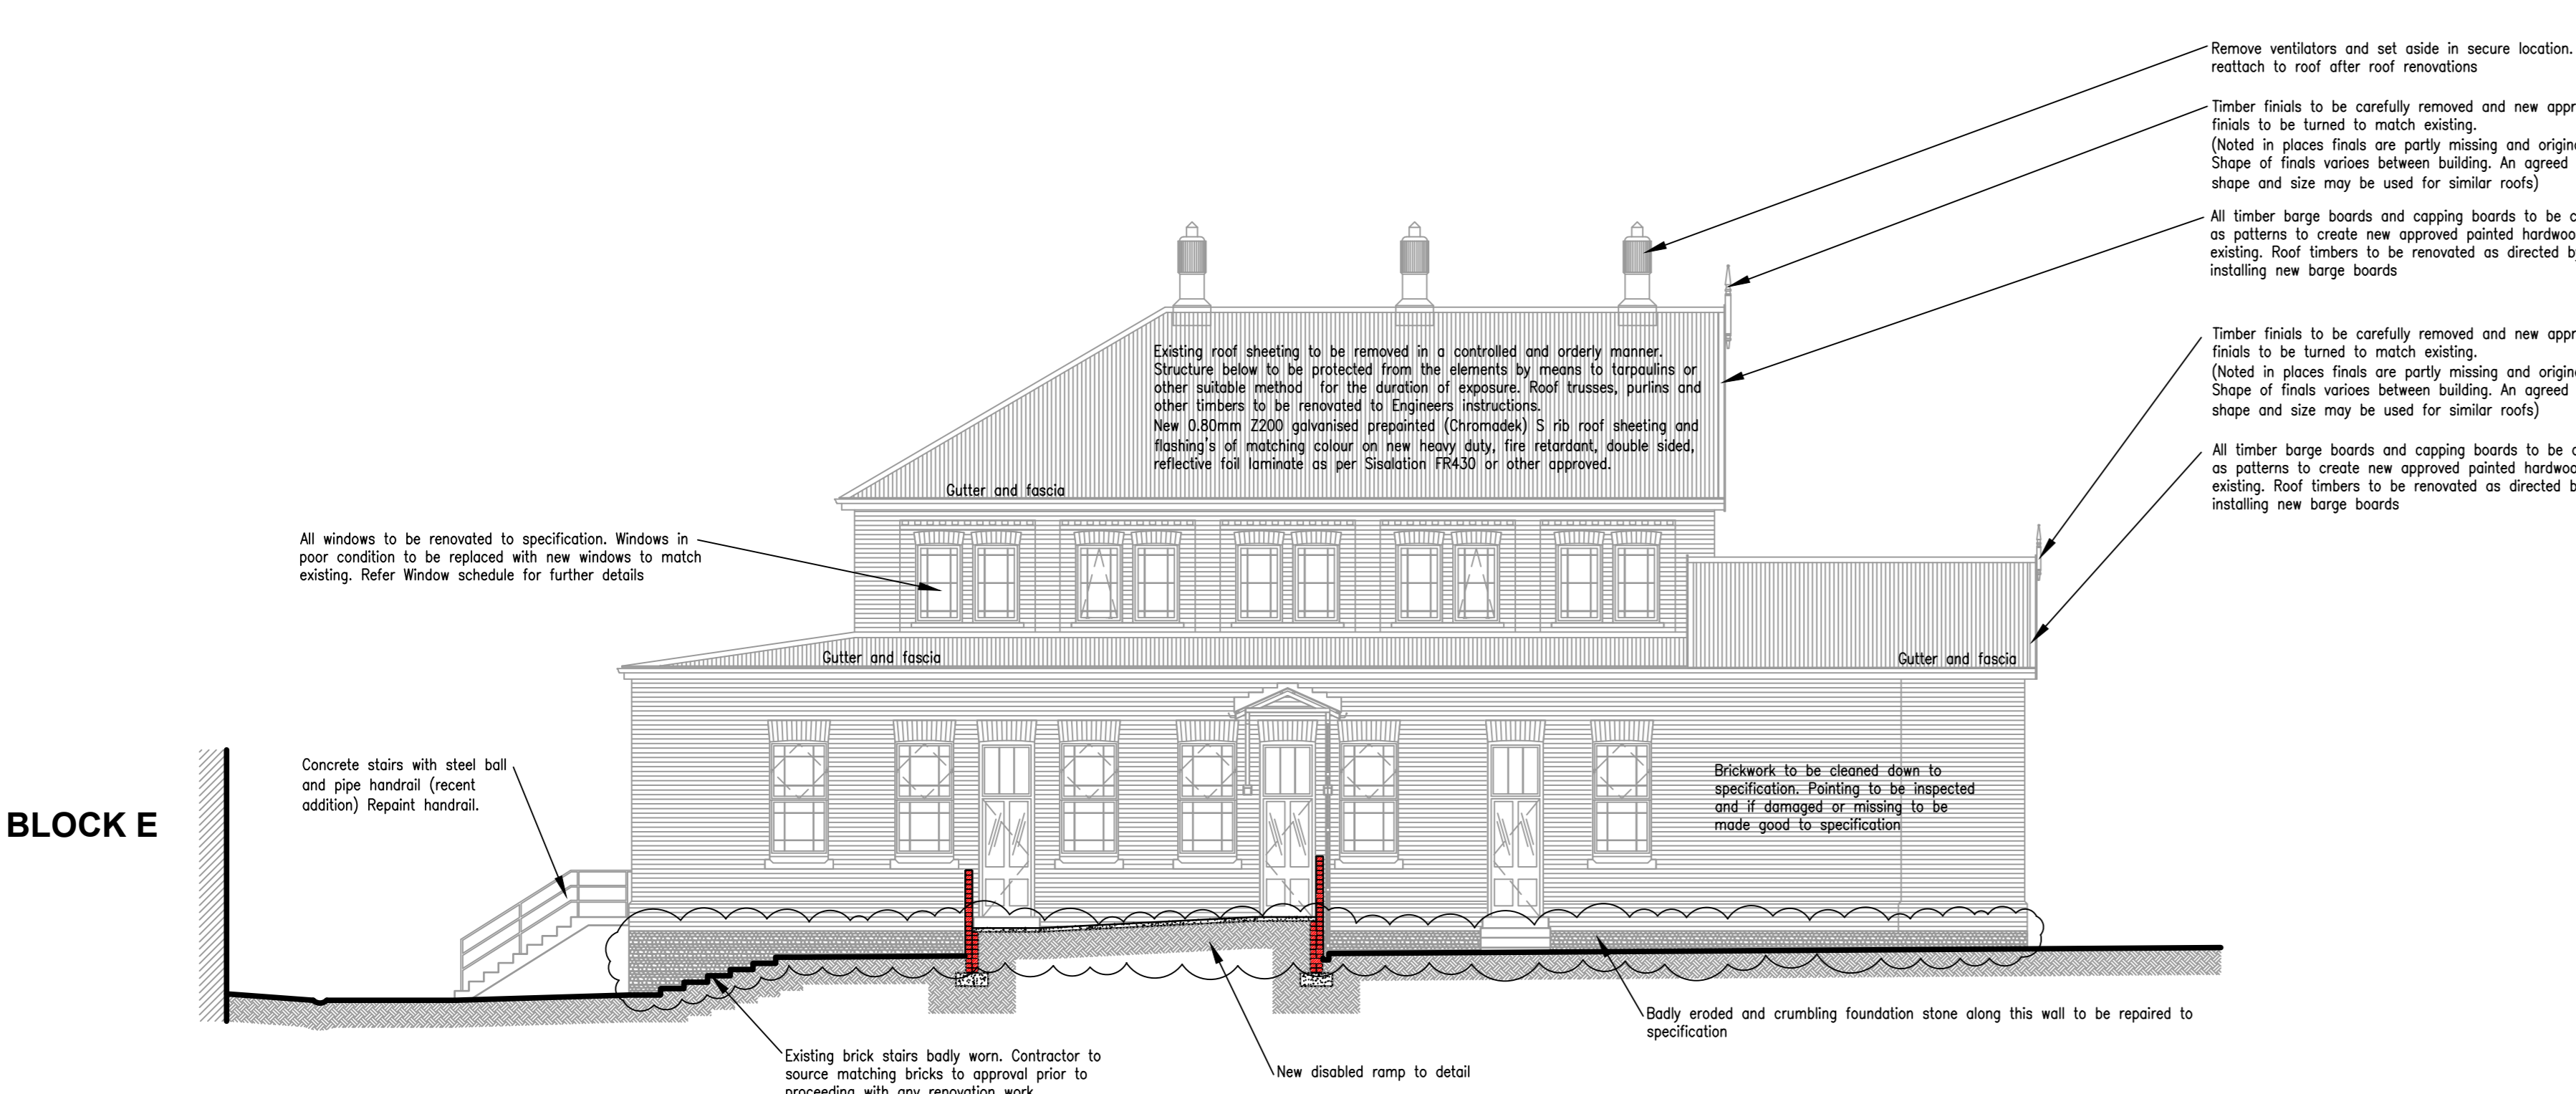 Remove ventilators and set aside in secure location.
reattach to roof after roof renovations
Timber finials to be carefully removed and new
finials to be turned to match existing.
(Noted in places finals are partly missing and
Shape of finals varioes between building. An agreed
shape and size may be used for similar roofs)
All timber barge boards and capping boards to be
as patterns to create new approved painted
existing. Roof timbers to be renovated as directed
installing new barge boards
Timber finials to be carefully removed and new
finials to be turned to match existing.
(Noted in places finals are partly missing and
Shape of finals varioes between building. An agreed
shape and size may be used for similar roofs)
All timber barge boards and capping boards to be
as patterns to create new approved painted
existing. Roof timbers to be renovated as directed
installing new barge boards
Existing roof sheeting to be removed in a controlled and orderly manner.
Structure below to be protected from the elements by means to tarpaulins or
other suitable method for the duration of exposure. Roof trusses, purlins and
other timbers to be renovated to Engineers instructions.
New 0.80mm Z200 galvanised prepainted (Chromadek) S rib roof sheeting and
flashing's of matching colour on new heavy duty, fire retardant, double sided,
reflective foil laminate as per Sisalation FR430 or other approved.
Gutter and fascia
All windows to be renovated to specification. Windows in
poor condition to be replaced with new windows to match
existing. Refer Window schedule for further details
Gutter and fascia
Gutter and fascia
Concrete stairs with steel ball
and pipe handrail (recent
addition) Repaint handrail.
BLOCK E
Brickwork to be cleaned down to
specification. Pointing to be inspected
and if damaged or missing to be
made good to specification
Badly eroded and crumbling foundation stone along this wall to be repaired to
specification
Existing brick stairs badly worn. Contractor to
source matching bricks to approval prior to
proceeding with any renovation work
New disabled ramp to detail